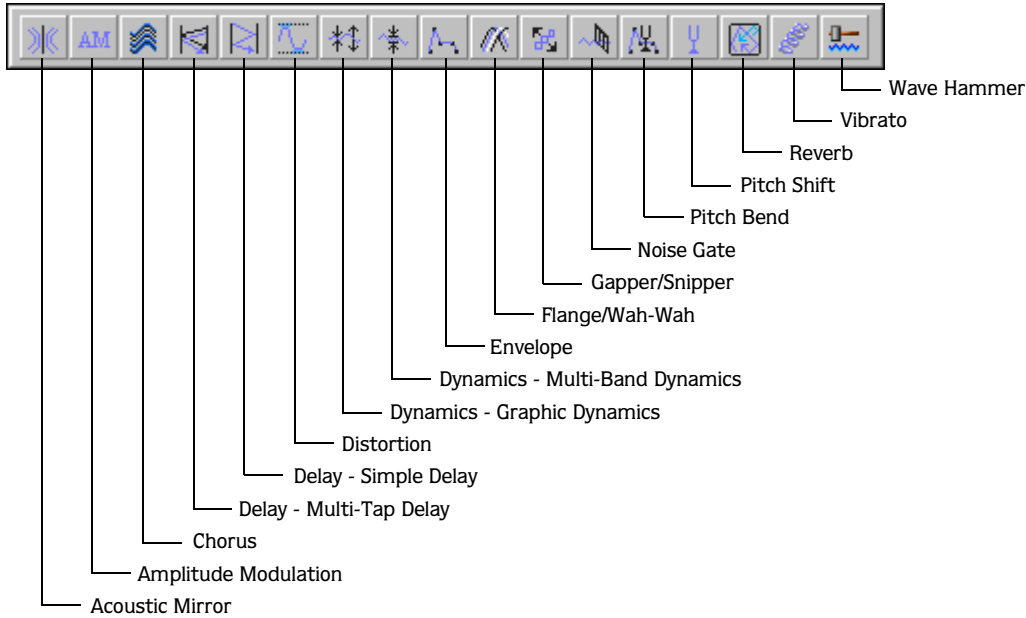 AM
Wave Hammer
Vibrato
Reverb
Pitch Shift
Pitch Bend
Noise Gate
Gapper/Snipper
Flange/Wah-Wah
Envelope
Dynamics - Multi-Band Dynamics
Dynamics - Graphic Dynamics
Distortion
Delay - Simple Delay
Delay - Multi-Tap Delay
Chorus
Amplitude Modulation
Acoustic Mirror